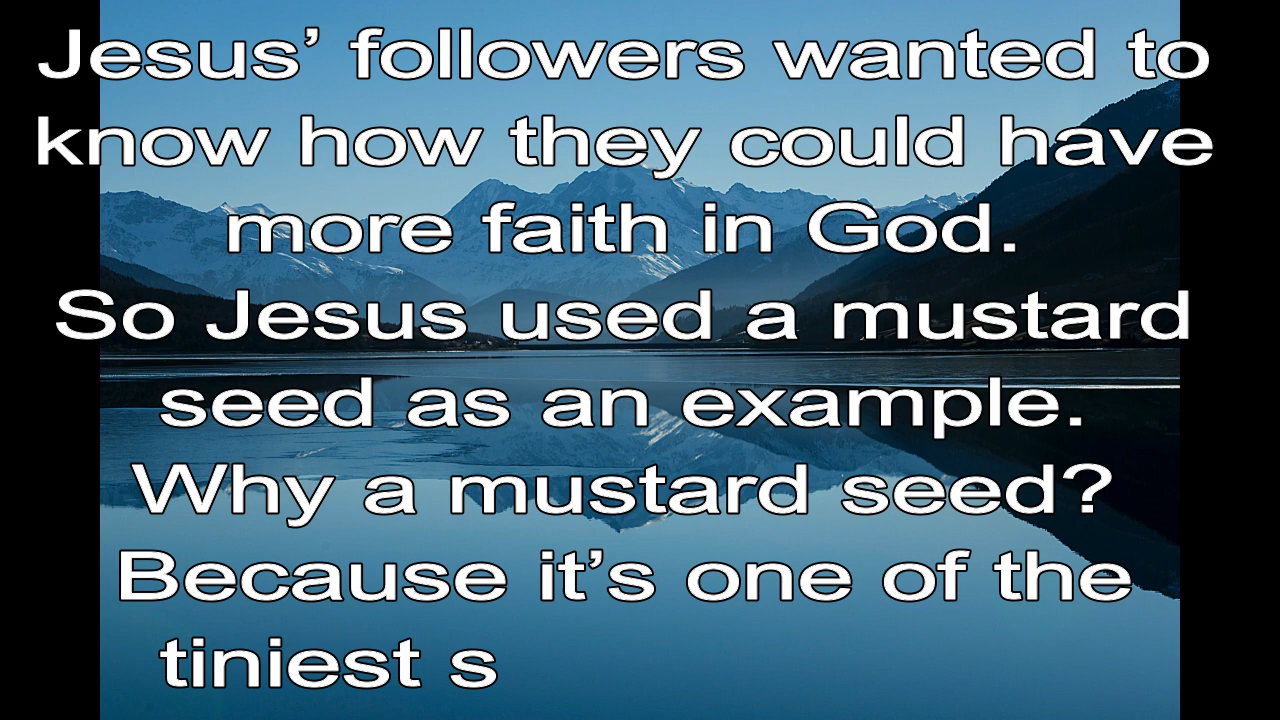 Jesus’ followers wanted to
know how they could have
more faith in God.
So Jesus used a mustard
seed as an example.
Why a mustard seed?
Because it’s one of the
tiniest s